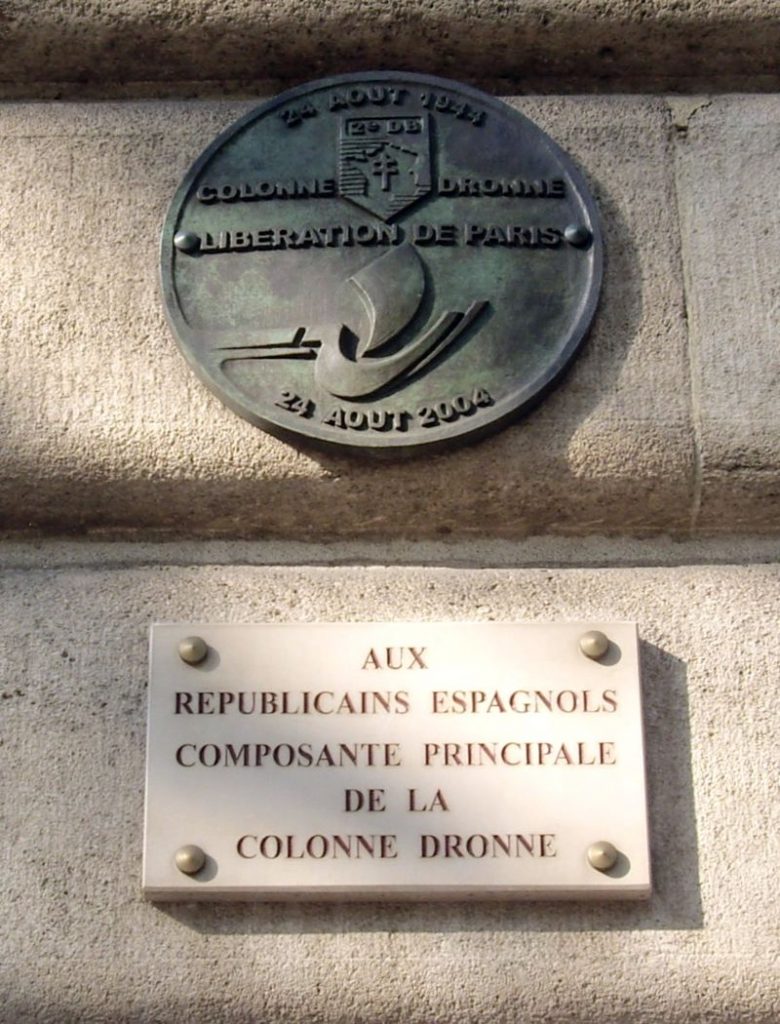 24 AOUT 1944
2e DB
COLONNE DRONNE
LIBERATION DE PARIS
24 AOUT 2004
AUX
REPUBLICAINS ESPAGNOLS
COMPOSANTE PRINCIPALE
DE LA
COLONNE DRONNE